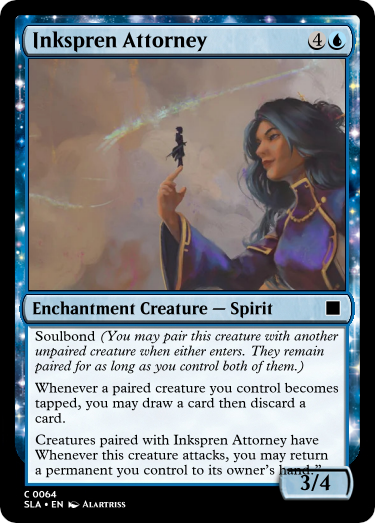 Inkspren Attorney 4
Enchantment Creature — Spirit
Soulbond (You may pair this creature with another
unpaired creature when either enters. They remain
paired for as long as you control both of them.)
Whenever a paired creature you control becomes
tapped, you may draw a card then discard a
card.
Creatures paired with Inkspren Attorney have
Whenever this creature attacks, you may return
a permanent you control to its owner's hand."
3/4
C 0064
SLA • EN Alartriss